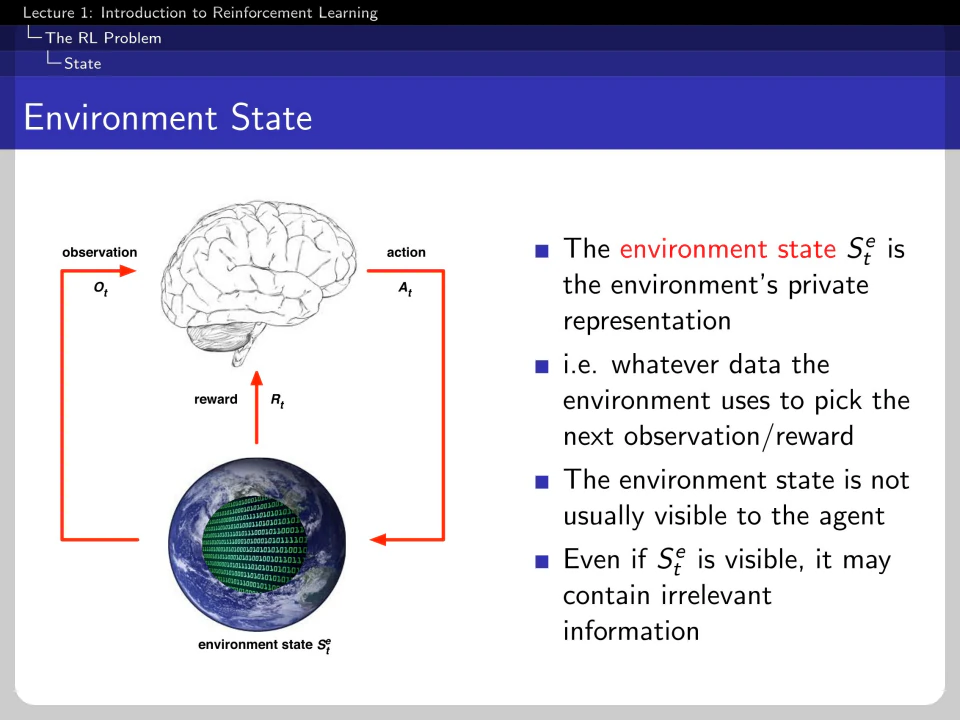 Lecture 1: Introduction to Reinforcement Learning
The RL Problem
State
Environment State
observation
O_t
action
A_t
reward R_t
environment state S_t^e
The environment state S_t^e is
the environment's private
representation
i.e. whatever data the
environment uses to pick the
next observation/reward
The environment state is not
usually visible to the agent
Even if S_t^e is visible, it may
contain irrelevant
information